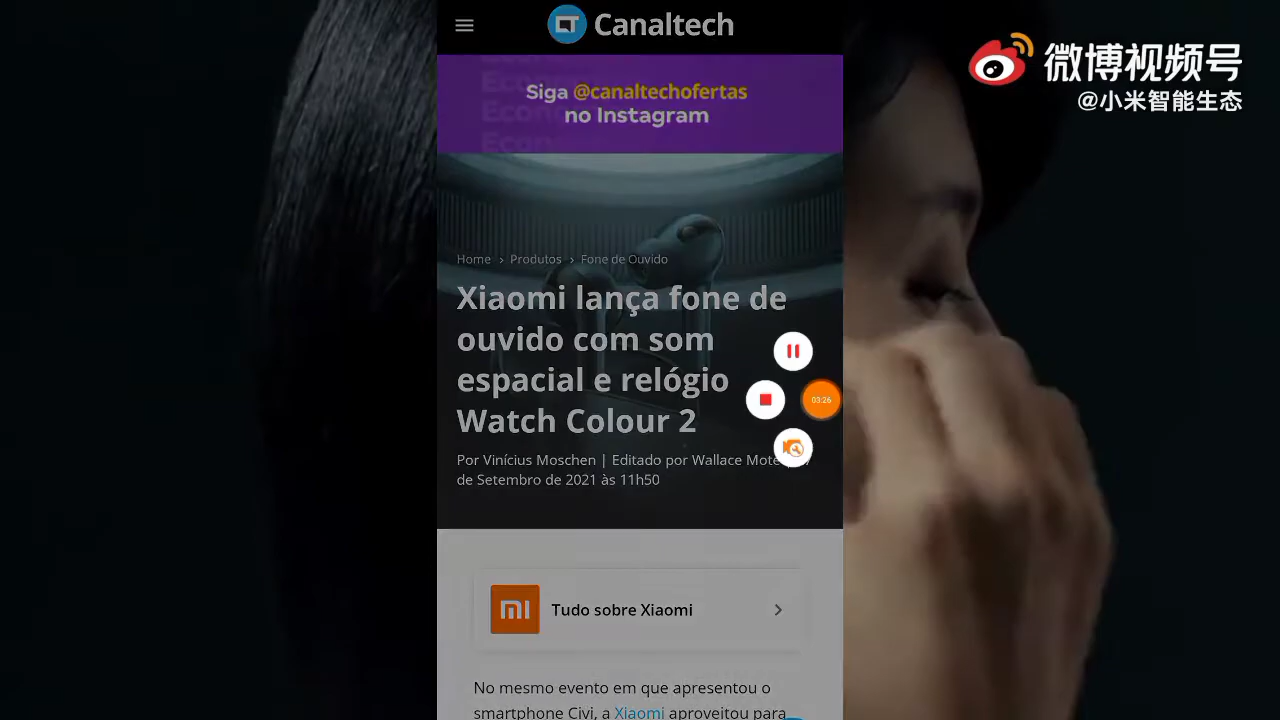 Canaltech
微博视频号
@小米智能生态
Siga @canaltechofertas
no Instagram
Home › Produtos › Fone de Ouvido
Xiaomi lança fone de
ouvido com som
espacial e relógio
Watch Colour 2
03:26
Por Vinícius Moschen | Editado por Wallace
de Setembro de 2021 às 11h50
Tudo sobre Xiaomi
No mesmo evento em que apresentou o
smartphone Civi, a Xiaomi aproveitou para